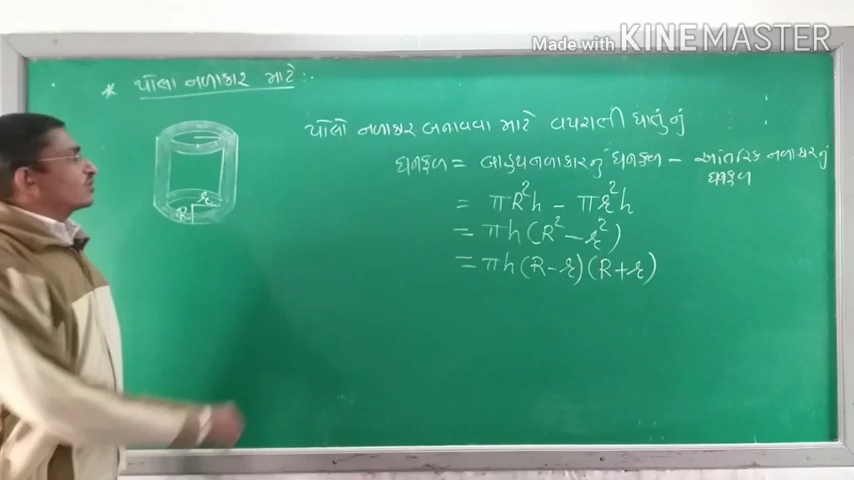 Made with KINEMASTER
* પોલા નળાકાર માટે :-
પોલો નળાકાર બનાવવા માટે વપરાતી ધાતુનું
ઘનફળ = બાહ્યનળાકારનું ઘનફળ - આંતરિક નળાકારનું ઘનફળ
= πR²h - πr²h
= πh(R² - r²)
= πh(R - r)(R + r)
r
R